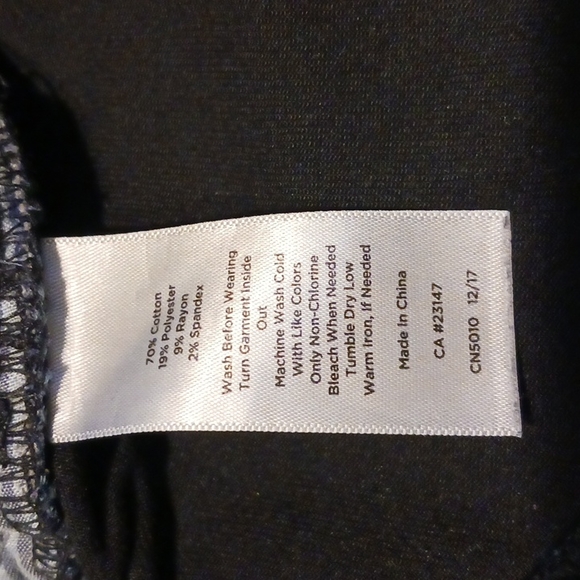 70% Cotton
19% Polyester
9% Rayon
2% Spandex
Wash Before Wearing
Turn Garment Inside
Out
Machine Wash Cold
With Like Colors
Only Non-Chlorine
Bleach When Needed
Tumble Dry Low
Warm Iron, If Needed
Made In China
CA #23147
CN5010 12/17